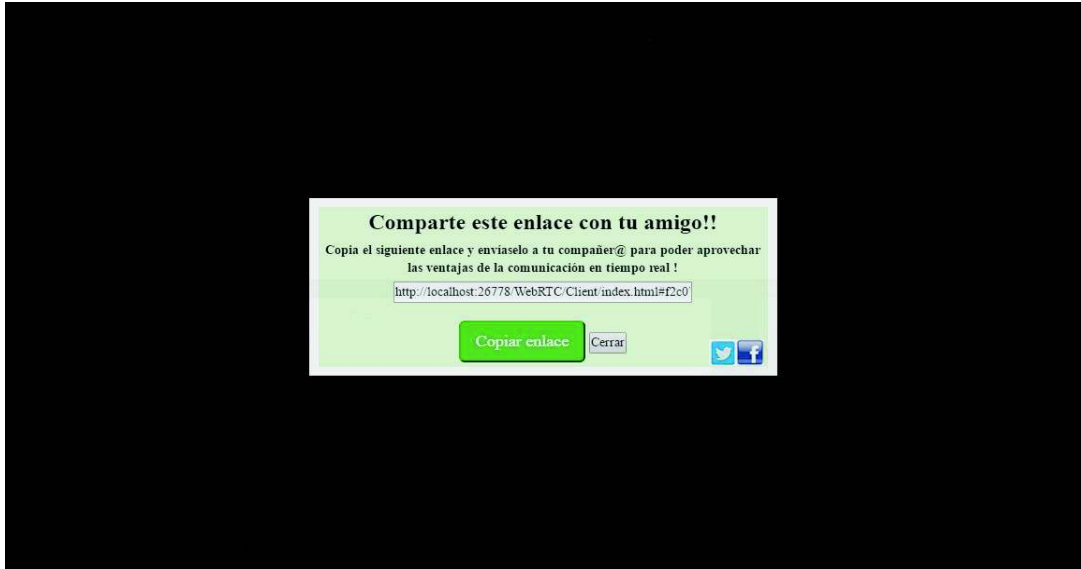 Comparte este enlace con tu amigo!!
Copia el siguiente enlace y envíaselo a tu compañer@ para poder aprovechar
las ventajas de la comunicación en tiempo real !
http://localhost:26778/WebRTC/Client/index.html#f2c0
Copiar enlace Cerrar